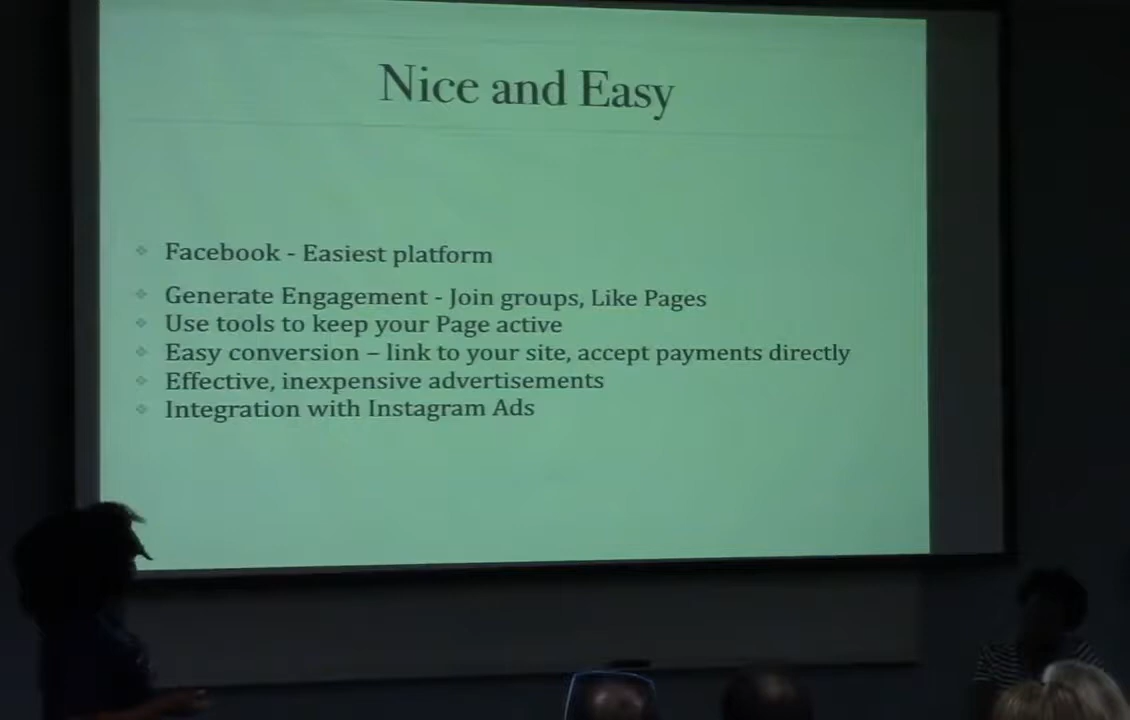 Nice and Easy
Facebook - Easiest platform
Generate Engagement - Join groups, Like Pages
Use tools to keep your Page active
Easy conversion – link to your site, accept payments directly
Effective, inexpensive advertisements
Integration with Instagram Ads